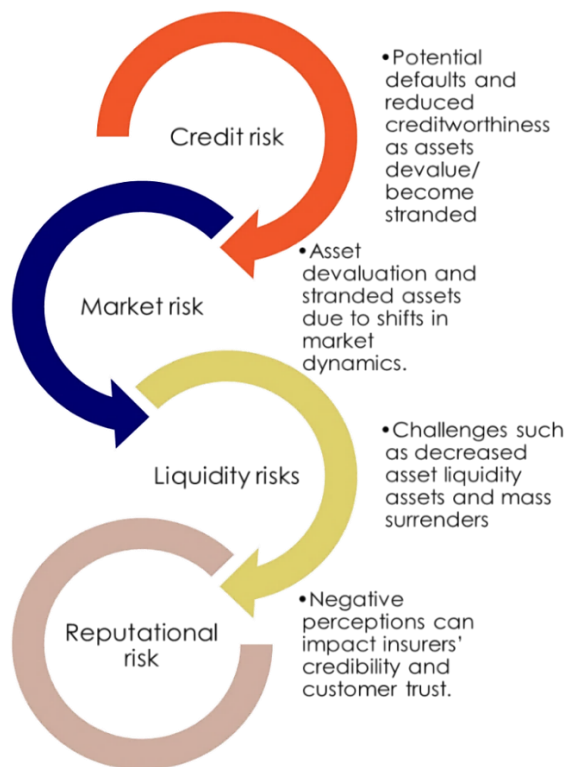 Credit risk
•Potential
defaults and
reduced
creditworthiness
as assets
devalue/
become
stranded
Market risk
•Asset
devaluation and
stranded assets
due to shifts in
market
dynamics.
Liquidity risks
•Challenges such
as decreased
asset liquidity
assets and mass
surrenders
Reputational
risk
•Negative
perceptions can
impact insurers’
credibility and
customer trust.